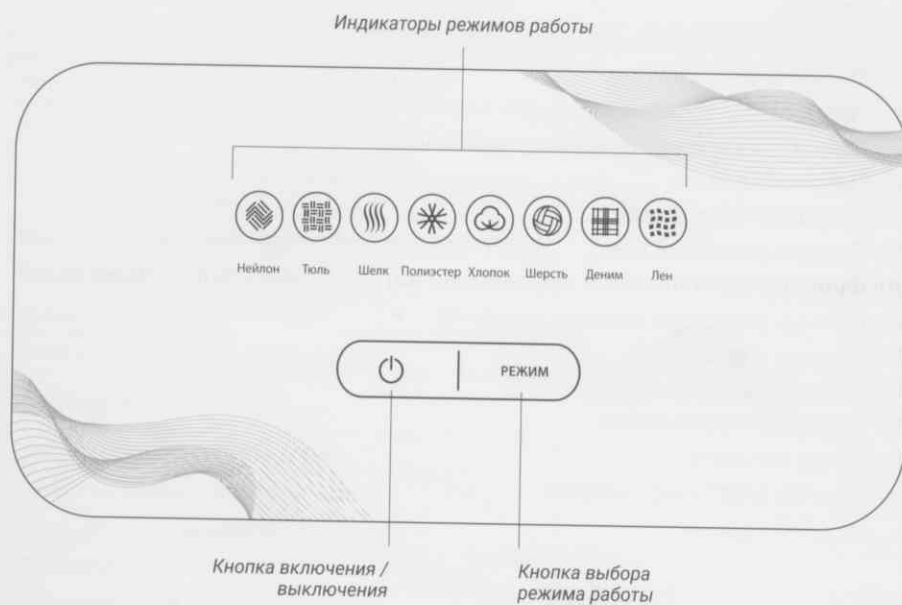 Индикаторы режимов работы
Нейлон Тюль Шелк Полиэстер Хлопок Шерсть Деним Лен
РЕЖИМ
Кнопка включения /
выключения
Кнопка выбора
режима работы